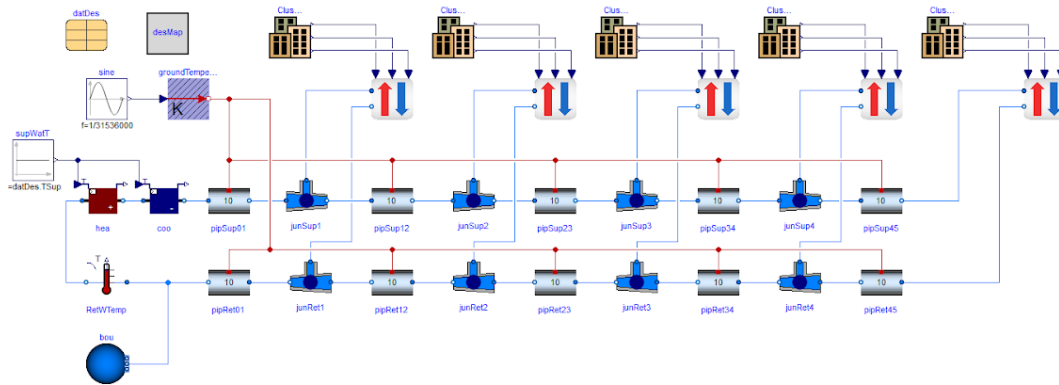 datDes
desMap
Clus...
Clus...
Clus...
Clus...
Clus...
sine
groundTempe...
K
f=1/31536000
supWatT
=datDes.TSup
T
T
+
-
10
10
10
10
10
hea
coo
pipSup01
junSup1
pipSup12
junSup2
pipSup23
junSup3
pipSup34
junSup4
pipSup45
T
10
10
10
10
10
RetWTemp
pipRet01
junRet1
pipRet12
junRet2
pipRet23
junRet3
pipRet34
junRet4
pipRet45
bou